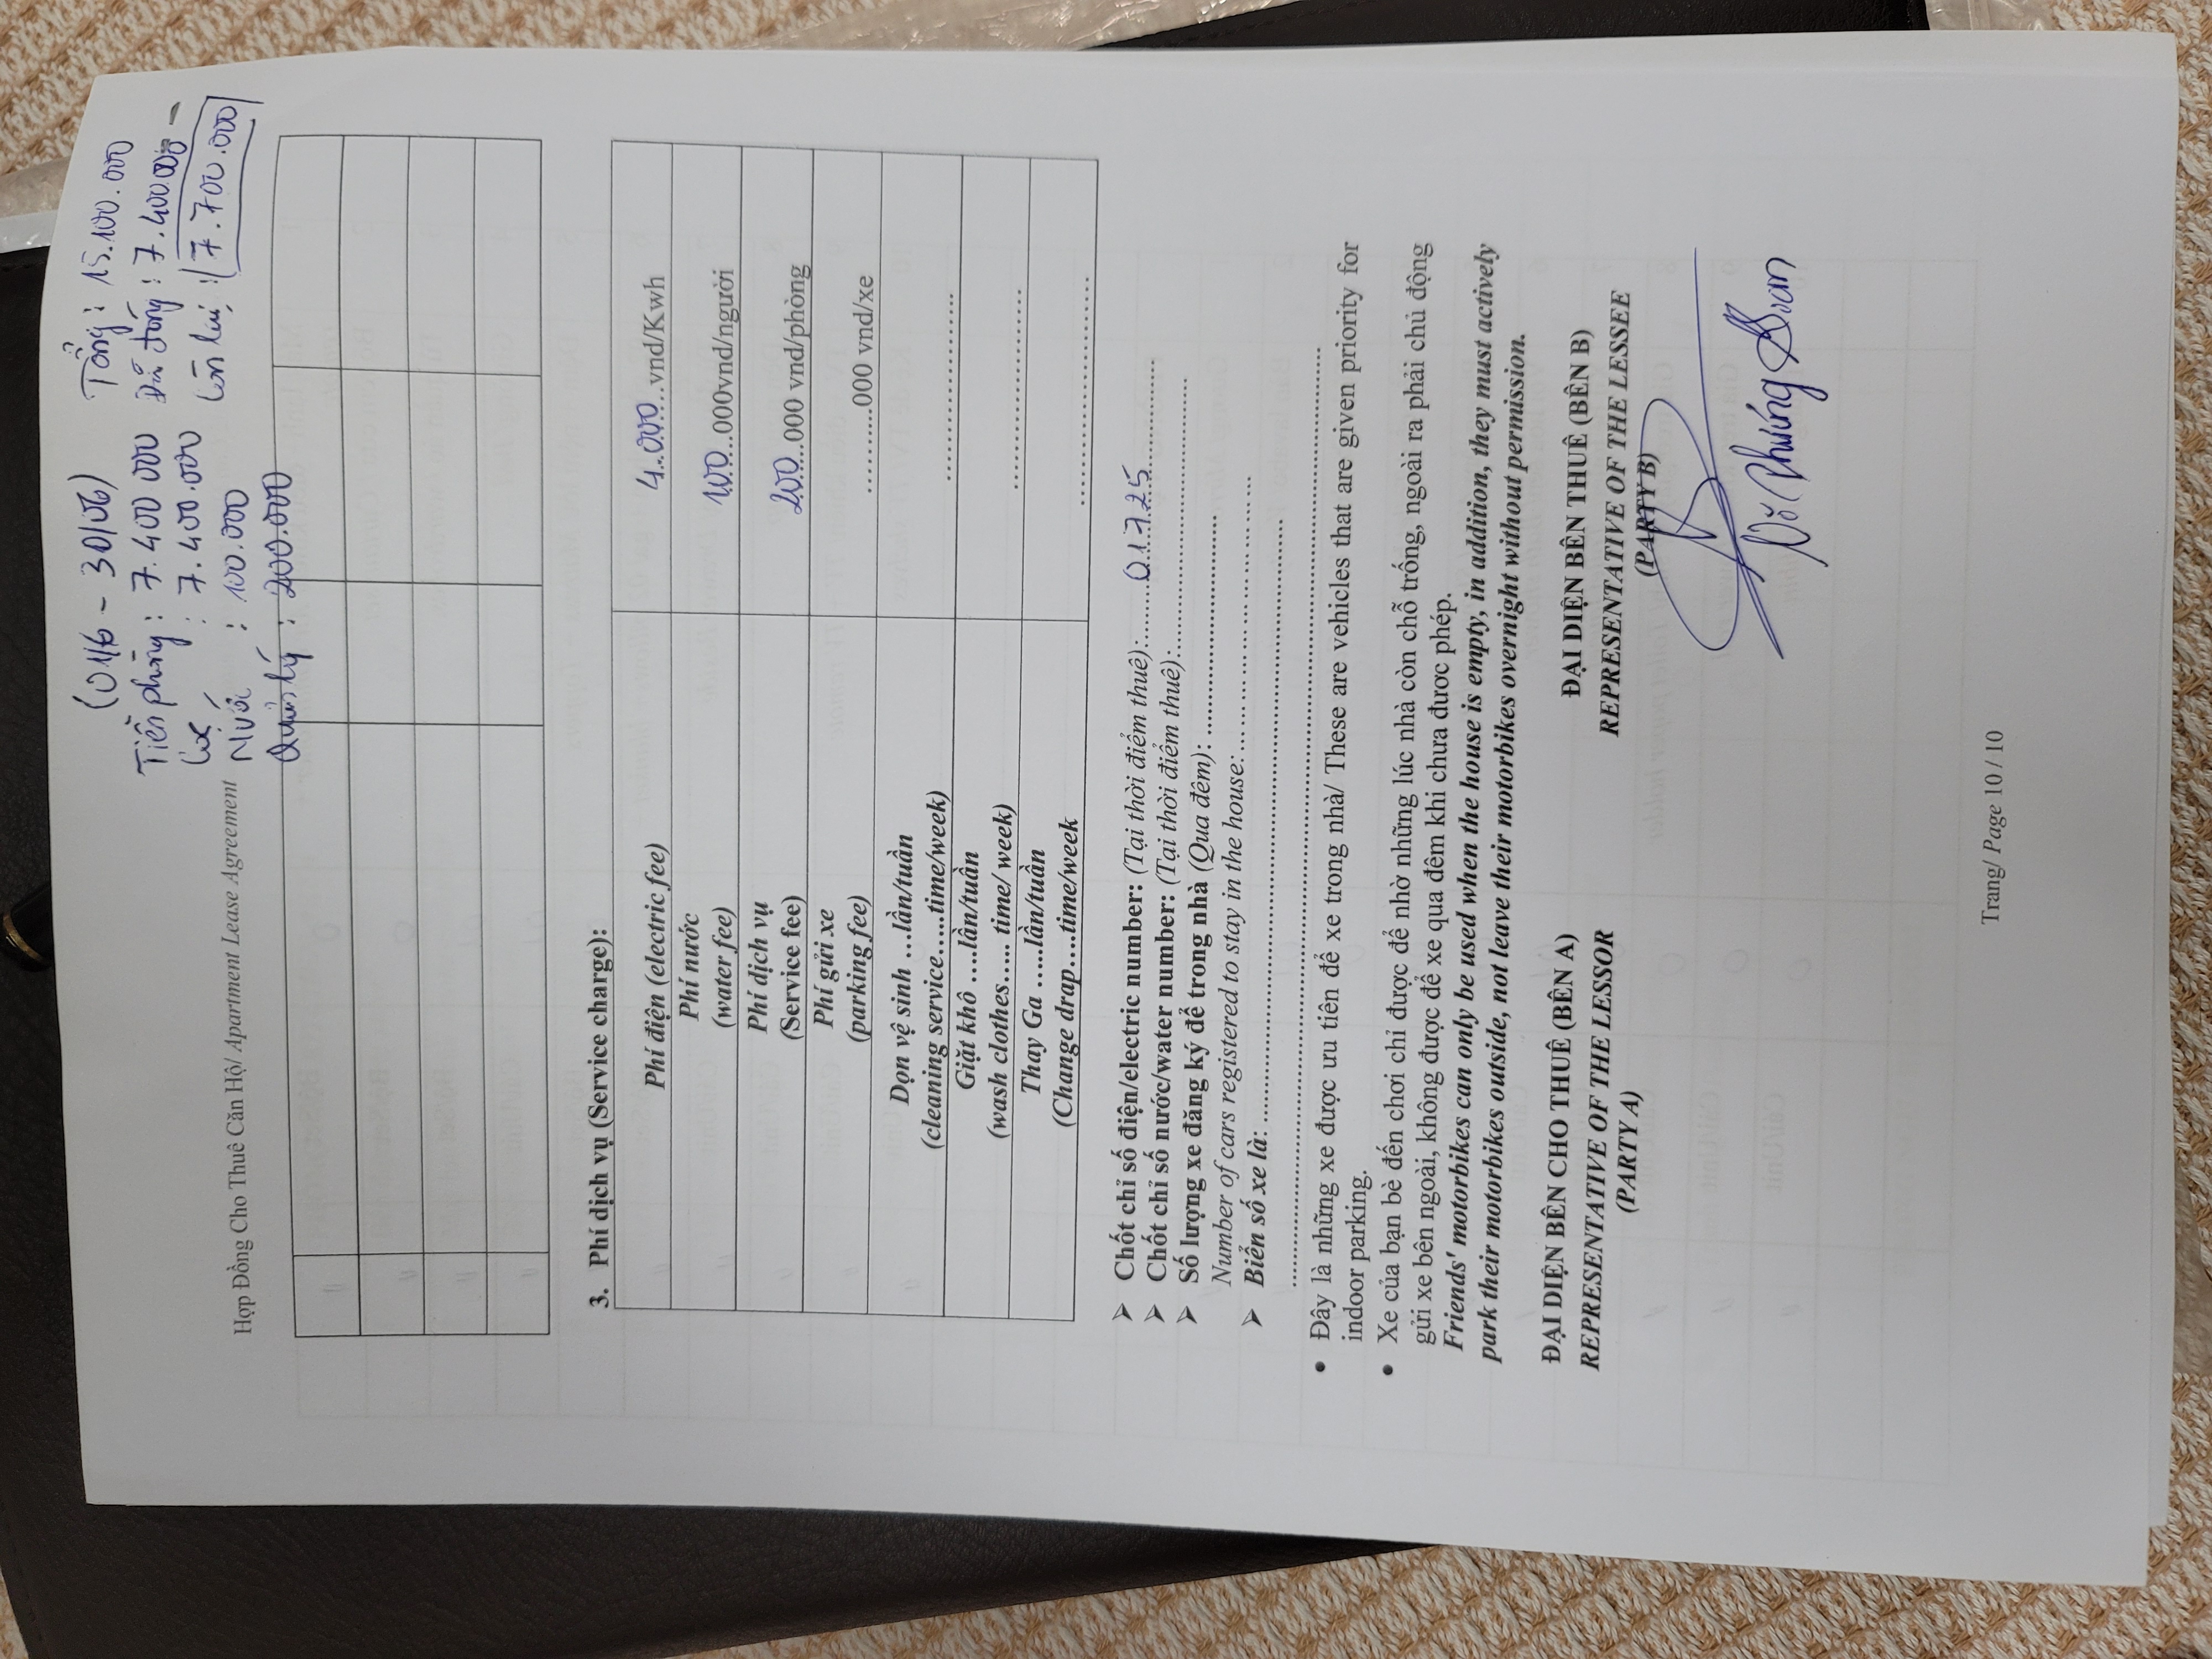 (01/6 - 30/06)
Tiền phòng : 7.400 000
Cọc : 7.400.000
Nước : 100.000
Quản lý : 200.000
Tổng : 15.100.000
Đã đóng : 7.400000
Còn lại : 7.700.000
Hợp Đồng Cho Thuê Căn Hộ/ Apartment Lease Agreement
3. Phí dịch vụ (Service charge):
Phí điện (electric fee) 4..000..vnd/Kwh
Phí nước
(water fee) 100..000vnd/người
Phí dịch vụ
(Service fee) 200...000 vnd/phòng
Phí gửi xe
(parking fee) ..........000 vnd/xe
Dọn vệ sinh ....lần/tuần
(cleaning service.....time/week) ..............................
Giặt khô ....lần/tuần
(wash clothes..... time/ week) ..............................
Thay Ga .....lần/tuần
(Change drap....time/week ..............................
➢ Chốt chỉ số điện/electric number: (Tại thời điểm thuê):........01725...............
➢ Chốt chỉ số nước/water number: (Tại thời điểm thuê):...........................................
➢ Số lượng xe đăng ký để trong nhà (Qua đêm): ....................................
Number of cars registered to stay in the house:....................................
➢ Biển số xe là: ................................................................................
................................................................................................
• Đây là những xe được ưu tiên để xe trong nhà/ These are vehicles that are given priority for
indoor parking.
• Xe của bạn bè đến chơi chỉ được để nhờ những lúc nhà còn chỗ trống, ngoài ra phải chủ động
gửi xe bên ngoài, không được để xe qua đêm khi chưa được phép.
Friends' motorbikes can only be used when the house is empty, in addition, they must actively
park their motorbikes outside, not leave their motorbikes overnight without permission.
ĐẠI DIỆN BÊN CHO THUÊ (BÊN A)
REPRESENTATIVE OF THE LESSOR
(PARTY A)
ĐẠI DIỆN BÊN THUÊ (BÊN B)
REPRESENTATIVE OF THE LESSEE
(PARTY B)
Trang/ Page 10 / 10